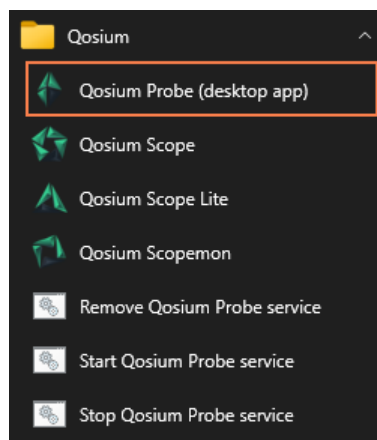 Qosium
Qosium Probe (desktop app)
Qosium Scope
Qosium Scope Lite
Qosium Scopemon
Remove Qosium Probe service
Start Qosium Probe service
Stop Qosium Probe service